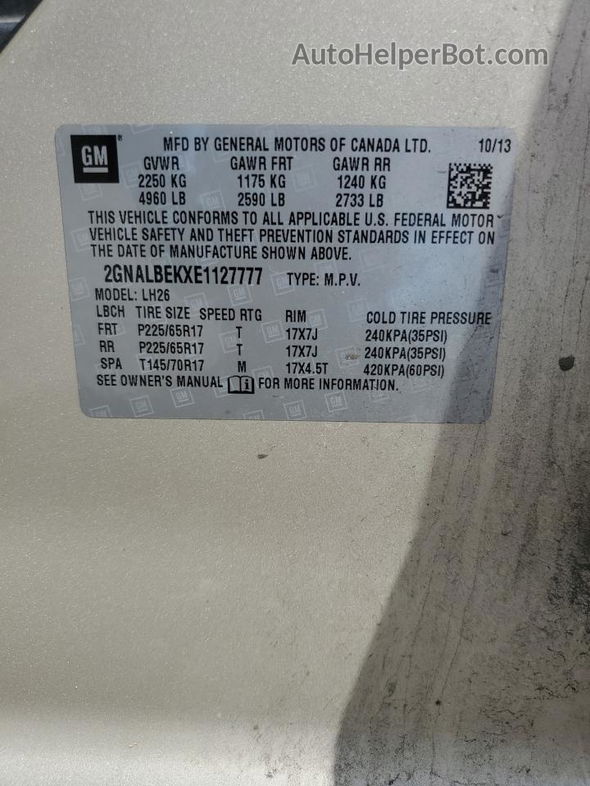 AutoHelperBot.com
GM ® MFD BY GENERAL MOTORS OF CANADA LTD. 10/13
GVWR GAWR FRT GAWR RR
2250 KG 1175 KG 1240 KG
4960 LB 2590 LB 2733 LB
THIS VEHICLE CONFORMS TO ALL APPLICABLE U.S. FEDERAL MOTOR
VEHICLE SAFETY AND THEFT PREVENTION STANDARDS IN EFFECT ON
THE DATE OF MANUFACTURE SHOWN ABOVE.
2GNALBEKXE1127777 TYPE: M.P.V.
MODEL: LH26
LBCH TIRE SIZE SPEED RTG RIM COLD TIRE PRESSURE
FRT P225/65R17 T 17X7J 240KPA(35PSI)
RR P225/65R17 T 17X7J 240KPA(35PSI)
SPA T145/70R17 M 17X4.5T 420KPA(60PSI)
SEE OWNER'S MANUAL FOR MORE INFORMATION.